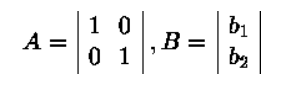 A = | 1 0 | , B = | b₁ |
| 0 1 | | b₂ |